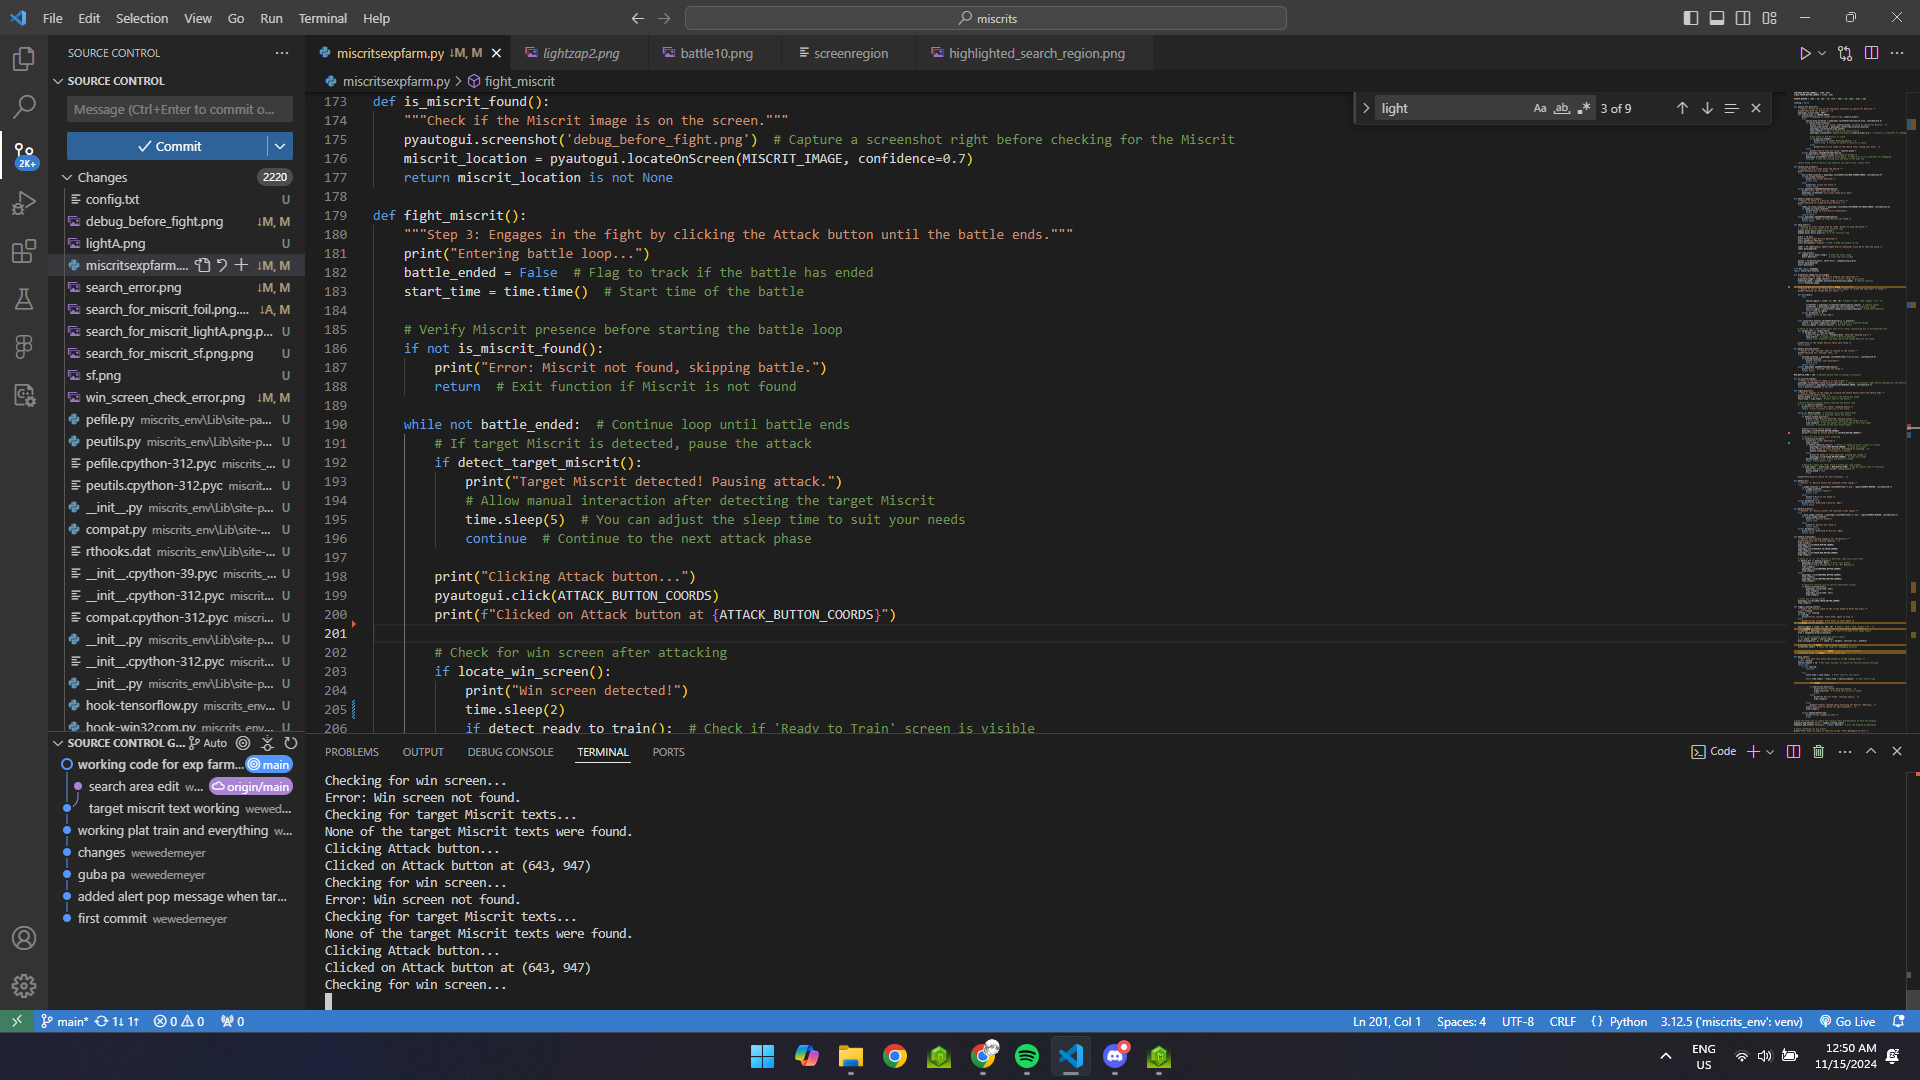 File Edit Selection View Go Run Terminal Help
miscrits
SOURCE CONTROL
SOURCE CONTROL
Message (Ctrl+Enter to commit o...
Commit
Changes 2220
config.txt U
debug_before_fight.png ↓M, M
lightA.png U
miscritsexpfarm.... ↓M, M
search_error.png ↓M, M
search_for_miscrit_foil.png.... ↓A, M
search_for_miscrit_lightA.png.p... U
search_for_miscrit_sf.png.png U
sf.png U
win_screen_check_error.png ↓M, M
pefile.py miscrits_env\Lib\site-pa... U
peutils.py miscrits_env\Lib\site-p... U
pefile.cpython-312.pyc miscrits_... U
peutils.cpython-312.pyc miscrit... U
__init__.py miscrits_env\Lib\site-p... U
compat.py miscrits_env\Lib\site-... U
rthooks.dat miscrits_env\Lib\site-... U
__init__.cpython-39.pyc miscrits_... U
__init__.cpython-312.pyc miscrit... U
compat.cpython-312.pyc miscri... U
__init__.py miscrits_env\Lib\site-p... U
__init__.cpython-312.pyc miscrit... U
__init__.py miscrits_env\Lib\site-p... U
hook-tensorflow.py miscrits_env... U
hook-win32com.py miscrits_env... U
2K+
SOURCE CONTROL G... Auto
working code for exp farm... main
search area edit w... origin/main
target miscrit text working wewed...
working plat train and everything w...
changes wewedemeyer
guba pa wewedemeyer
added alert pop message when tar...
first commit wewedemeyer
miscritsexpfarm.py ↓M, M
lightzap2.png
battle10.png
screenregion
highlighted_search_region.png
miscritsexpfarm.py > fight_miscrit
light
Aa ab 3 of 9
173 def is_miscrit_found():
174 """Check if the Miscrit image is on the screen."""
175 pyautogui.screenshot('debug_before_fight.png')  # Capture a screenshot right before checking for the Miscrit
176 miscrit_location = pyautogui.locateOnScreen(MISCRIT_IMAGE, confidence=0.7)
177 return miscrit_location is not None
178
179 def fight_miscrit():
180 """Step 3: Engages in the fight by clicking the Attack button until the battle ends."""
181 print("Entering battle loop...")
182 battle_ended = False  # Flag to track if the battle has ended
183 start_time = time.time()  # Start time of the battle
184
185 # Verify Miscrit presence before starting the battle loop
186 if not is_miscrit_found():
187 print("Error: Miscrit not found, skipping battle.")
188 return  # Exit function if Miscrit is not found
189
190 while not battle_ended:  # Continue loop until battle ends
191 # If target Miscrit is detected, pause the attack
192 if detect_target_miscrit():
193 print("Target Miscrit detected! Pausing attack.")
194 # Allow manual interaction after detecting the target Miscrit
195 time.sleep(5)  # You can adjust the sleep time to suit your needs
196 continue  # Continue to the next attack phase
197
198 print("Clicking Attack button...")
199 pyautogui.click(ATTACK_BUTTON_COORDS)
200 print(f"Clicked on Attack button at {ATTACK_BUTTON_COORDS}")
201
202 # Check for win screen after attacking
203 if locate_win_screen():
204 print("Win screen detected!")
205 time.sleep(2)
206 if detect_ready_to_train():  # Check if 'Ready to Train' screen is visible
PROBLEMS OUTPUT DEBUG CONSOLE TERMINAL PORTS
Code
Checking for win screen...
Error: Win screen not found.
Checking for target Miscrit texts...
None of the target Miscrit texts were found.
Clicking Attack button...
Clicked on Attack button at (643, 947)
Checking for win screen...
Error: Win screen not found.
Checking for target Miscrit texts...
None of the target Miscrit texts were found.
Clicking Attack button...
Clicked on Attack button at (643, 947)
Checking for win screen...
main* 1↓ 1↑ 0 0 0
Ln 201, Col 1 Spaces: 4 UTF-8 CRLF {} Python 3.12.5 ('miscrits_env': venv) Go Live
ENG
US
12:50 AM
11/15/2024